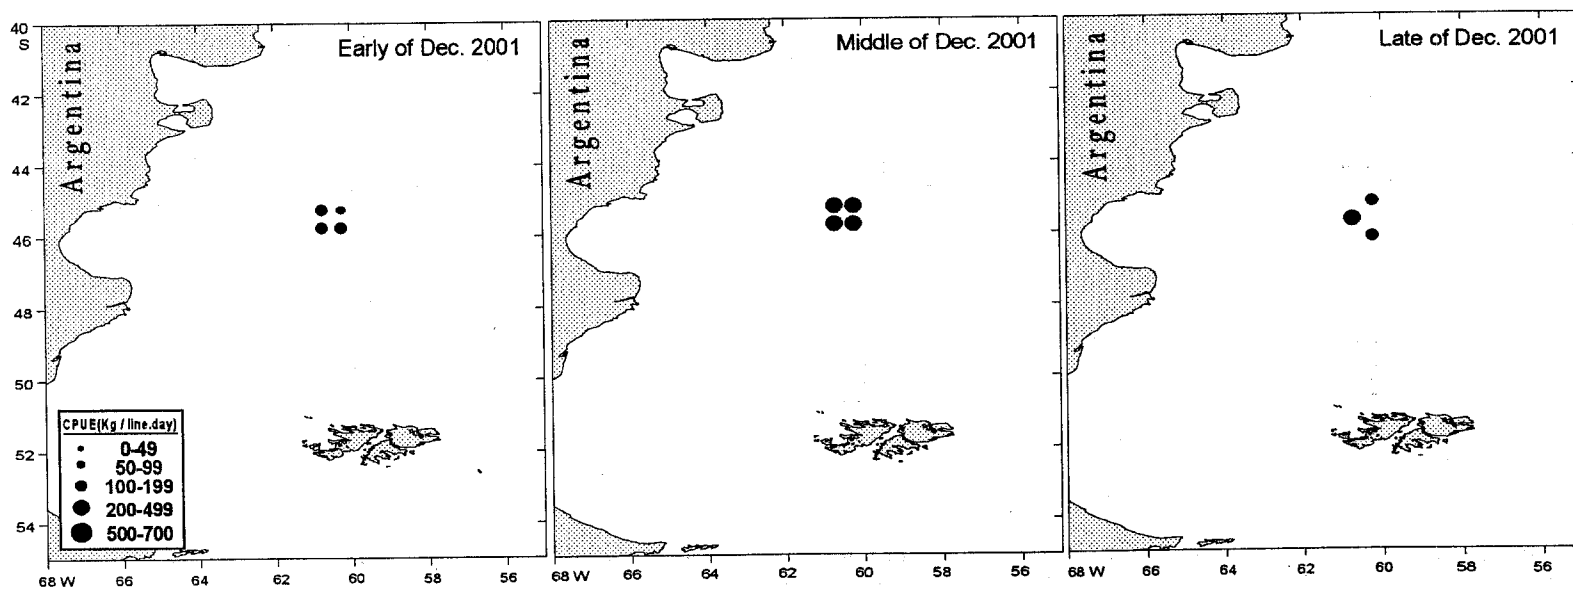 Early of Dec. 2001
Argentina
40
S
42
44
46
48
50
52
54
CPUE(Kg / line.day)
0-49
50-99
100-199
200-499
500-700
68 W
66
64
62
60
58
56
Middle of Dec. 2001
Argentina
68 W
66
64
62
60
58
56
Late of Dec. 2001
Argentina
68 W
66
64
62
60
58
56